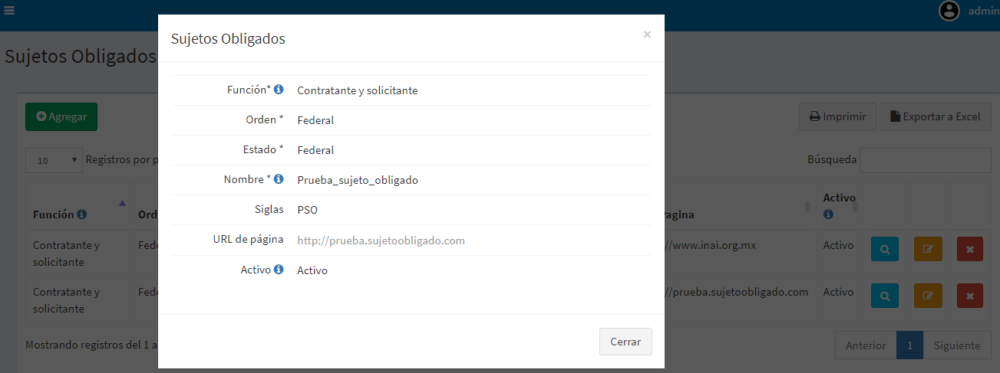 admin
Sujetos Obligados
Sujetos Obligados
×
Función*
Contratante y solicitante
Orden *
Federal
Estado *
Federal
Nombre *
Prueba_sujeto_obligado
Siglas
PSO
URL de página
http://prueba.sujetoobligado.com
Activo
Activo
Cerrar
Agregar
Imprimir
Exportar a Excel
10
Registros por p
Búsqueda
Función
Ord
Pagina
Activo
Contratante y
solicitante
Fede
//www.inai.org.mx
Activo
Contratante y
solicitante
Fede
//prueba.sujetoobligado.com
Activo
Mostrando registros del 1 a
Anterior
1
Siguiente